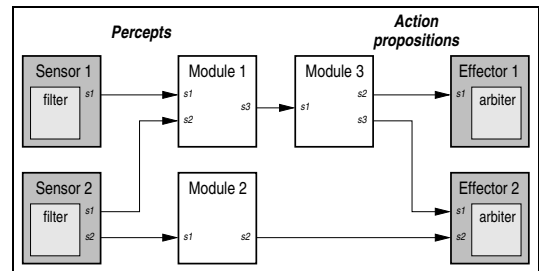 Percepts
Action
propositions
Sensor 1
filter
s1
Module 1
s1
s2
s3
Module 3
s1
s2
s3
Effector 1
s1
arbiter
Sensor 2
filter
s1
s2
Module 2
s1
s2
Effector 2
s1
s2
arbiter